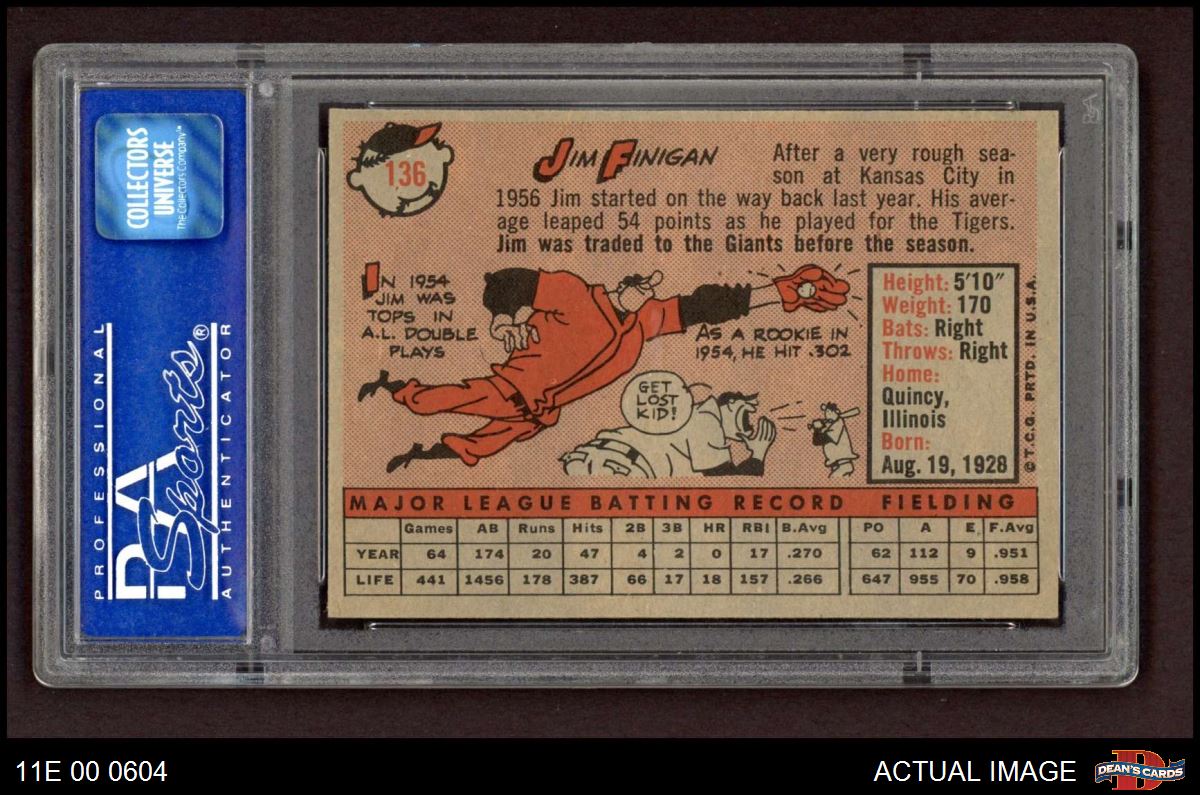 COLLECTORS
UNIVERSE
The Collectors Company™
PROFESSIONAL
PSA
Sports®
AUTHENTICATOR
136
JIM FINIGAN
After a very rough sea-
son at Kansas City in
1956 Jim started on the way back last year. His aver-
age leaped 54 points as he played for the Tigers.
Jim was traded to the Giants before the season.
IN 1954
JIM WAS
TOPS IN
A.L. DOUBLE
PLAYS
AS A ROOKIE IN
1954, HE HIT .302
GET
LOST
KID!
Height: 5'10"
Weight: 170
Bats: Right
Throws: Right
Home:
Quincy,
Illinois
Born:
Aug. 19, 1928
©T.C.G. PRTD. IN U.S.A.
MAJOR LEAGUE BATTING RECORD FIELDING
Games AB Runs Hits 2B 3B HR RBI B.Avg PO A E F.Avg
YEAR 64 174 20 47 4 2 0 17 .270 62 112 9 .951
LIFE 441 1456 178 387 66 17 18 157 .266 647 955 70 .958
PSA
11E 00 0604
ACTUAL IMAGE
D
DEAN'S CARDS